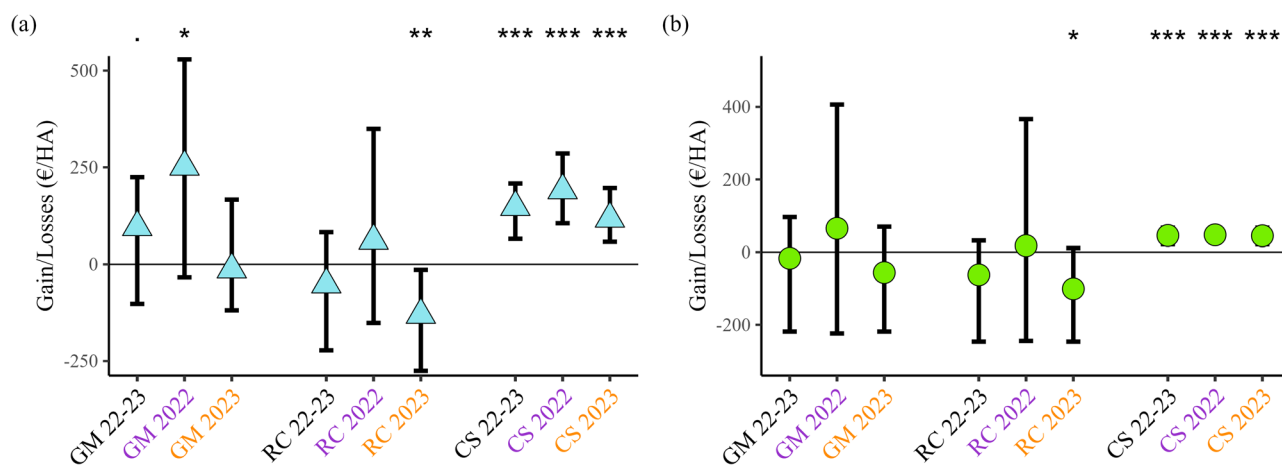 (a)
. * ** *** *** ***
Gain/Losses (€/HA)
500
250
0
-250
GM 22-23
GM 2022
GM 2023
RC 22-23
RC 2022
RC 2023
CS 22-23
CS 2022
CS 2023
(b)
* *** *** ***
Gain/Losses (€/HA)
400
200
0
-200
GM 22-23
GM 2022
GM 2023
RC 22-23
RC 2022
RC 2023
CS 22-23
CS 2022
CS 2023